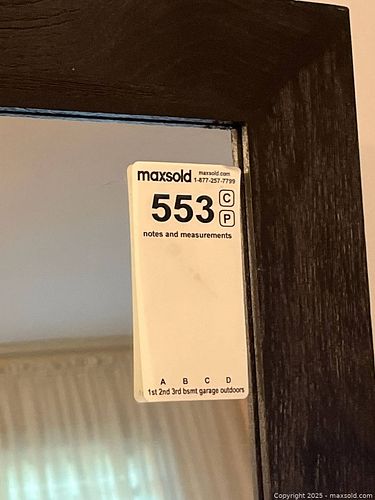 maxsold maxsold.com
1-877-257-7799
553 C
P
notes and measurements
A B C D
1st 2nd 3rd bsmt garage outdoors
Copyright 2025 - maxsold.com